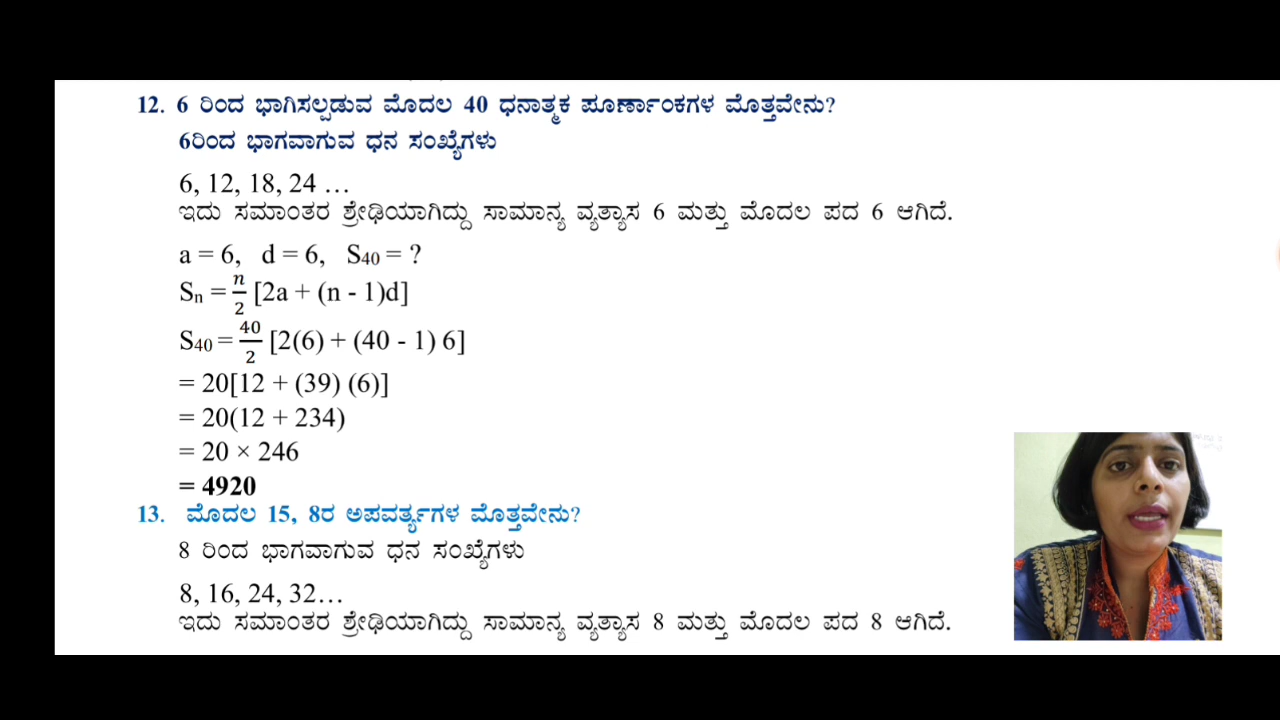 12. 6 ರಿಂದ ಭಾಗಿಸಲ್ಪಡುವ ಮೊದಲ 40 ಧನಾತ್ಮಕ ಪೂರ್ಣಾಂಕಗಳ ಮೊತ್ತವೇನು?
6ರಿಂದ ಭಾಗವಾಗುವ ಧನ ಸಂಖ್ಯೆಗಳು
6, 12, 18, 24 …
ಇದು ಸಮಾಂತರ ಶ್ರೇಢಿಯಾಗಿದ್ದು ಸಾಮಾನ್ಯ ವ್ಯತ್ಯಾಸ 6 ಮತ್ತು ಮೊದಲ ಪದ 6 ಆಗಿದೆ.
a = 6, d = 6, S₄₀ = ?
Sₙ = n/2 [2a + (n - 1)d]
S₄₀ = 40/2 [2(6) + (40 - 1) 6]
= 20[12 + (39) (6)]
= 20(12 + 234)
= 20 × 246
= 4920
13. ಮೊದಲ 15, 8ರ ಅಪವರ್ತ್ಯಗಳ ಮೊತ್ತವೇನು?
8 ರಿಂದ ಭಾಗವಾಗುವ ಧನ ಸಂಖ್ಯೆಗಳು
8, 16, 24, 32…
ಇದು ಸಮಾಂತರ ಶ್ರೇಢಿಯಾಗಿದ್ದು ಸಾಮಾನ್ಯ ವ್ಯತ್ಯಾಸ 8 ಮತ್ತು ಮೊದಲ ಪದ 8 ಆಗಿದೆ.